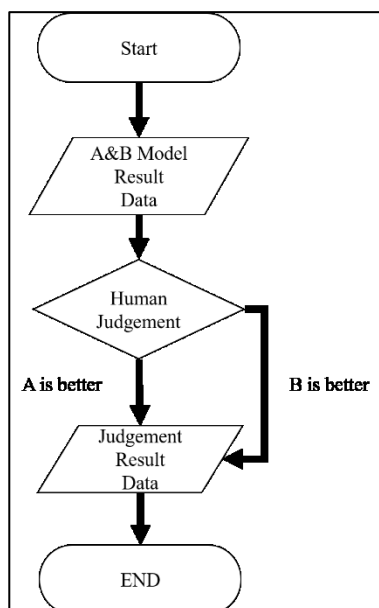 Start
A&B Model
Result
Data
Human
Judgement
A is better
B is better
Judgement
Result
Data
END